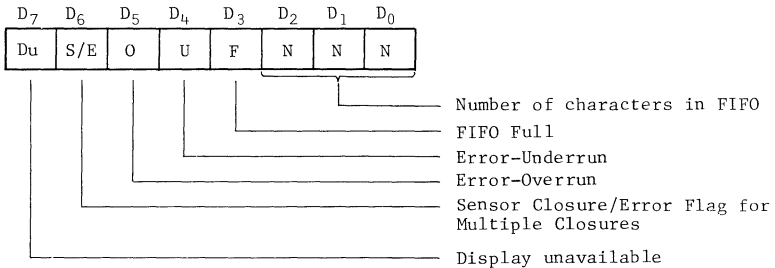 D7 D6 D5 D4 D3 D2 D1 D0
Du S/E O U F N N N
Number of characters in FIFO
FIFO Full
Error-Underrun
Error-Overrun
Sensor Closure/Error Flag for
Multiple Closures
Display unavailable